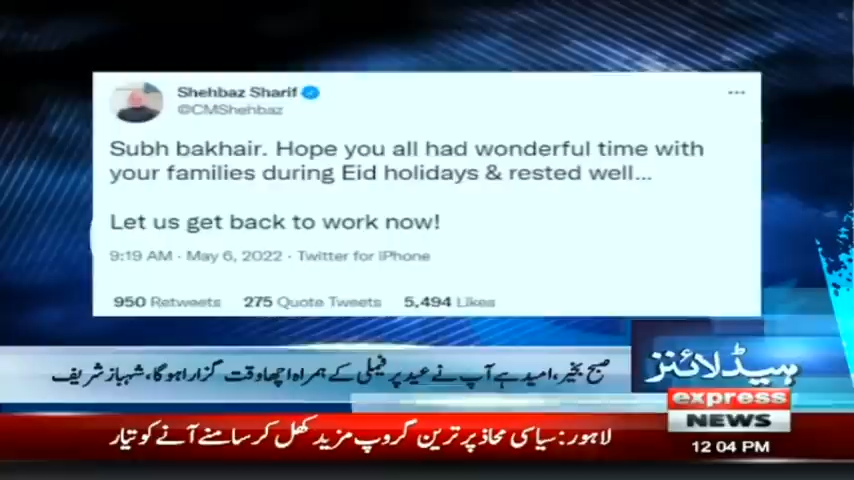 Shehbaz Sharif
@CMShehbaz
Subh bakhair. Hope you all had wonderful time with
your families during Eid holidays & rested well...
Let us get back to work now!
9:19 AM · May 6, 2022 · Twitter for iPhone
950 Retweets 275 Quote Tweets 5,494 Likes
صبح بخیر، امید ہے آپ نے عید پر فیملی کے ہمراہ اچھا وقت گزارا ہوگا، شہباز شریف
ہیڈلائنز
express
NEWS
لاہور: سیاسی محاذ پر ترین گروپ مزید کھل کر سامنے آنے کو تیار
12:04 PM